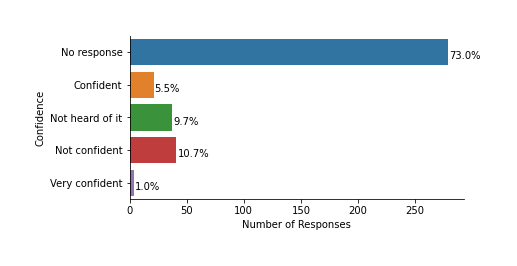 No response
73.0%
Confident
5.5%
Not heard of it
9.7%
Not confident
10.7%
Very confident
1.0%
Confidence
0
50
100
150
200
250
Number of Responses